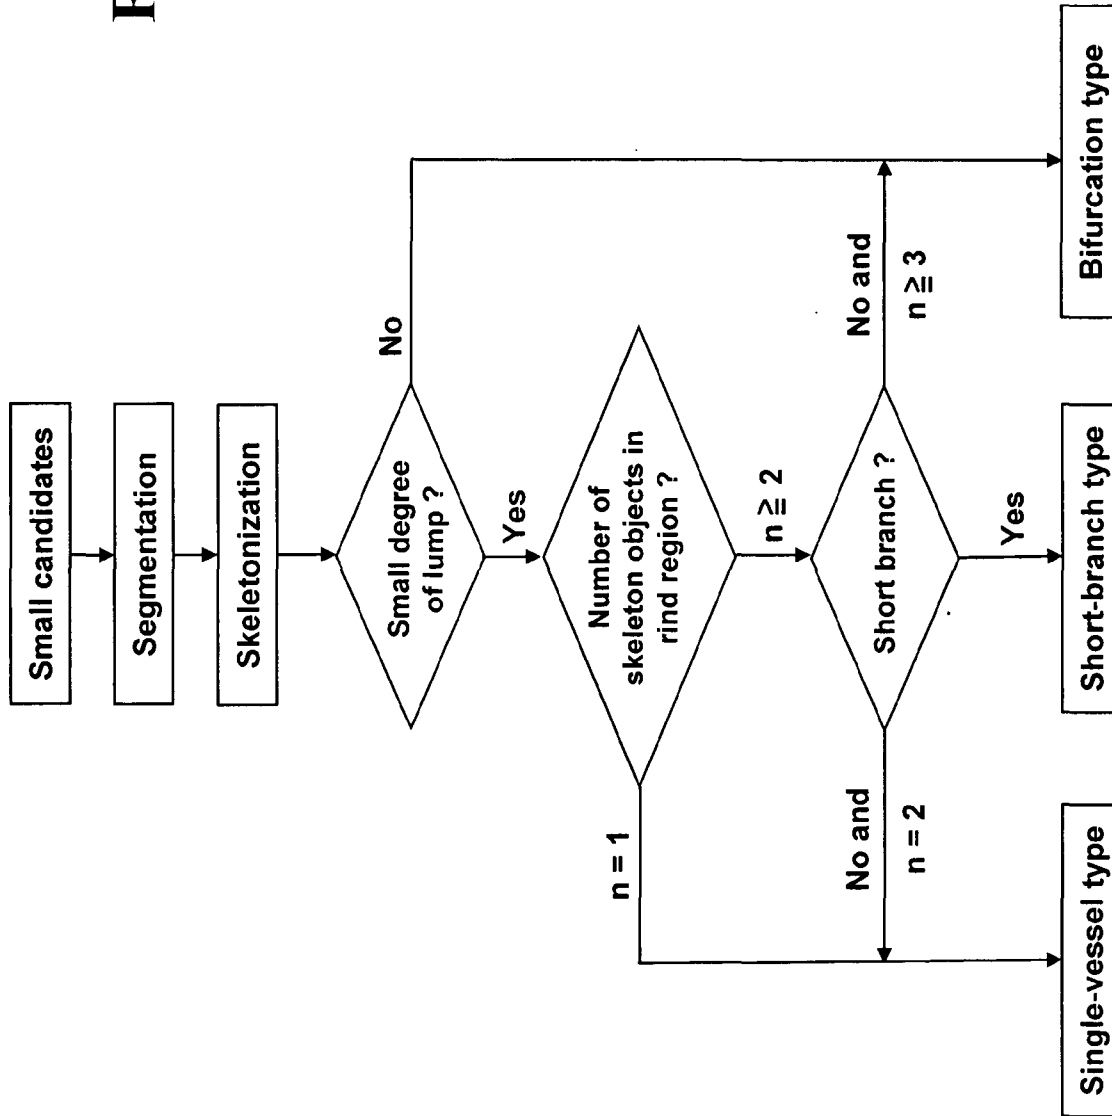 F
Small candidates
Segmentation
Skeletonization
Small degree
of lump ?
No
Yes
Number of
skeleton objects in
rind region ?
n = 1
n ≧ 2
Short branch ?
No and
n = 2
No and
n ≧ 3
Yes
Single-vessel type
Short-branch type
Bifurcation type